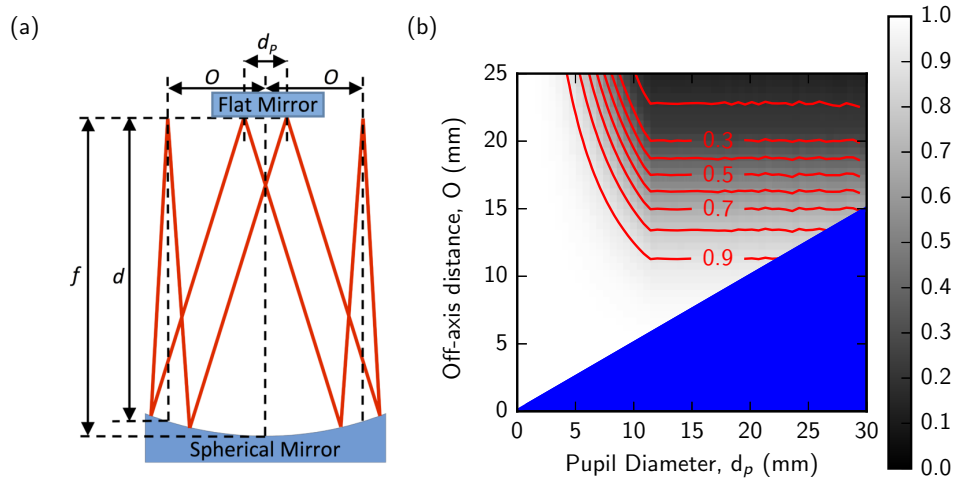 (a)
d_p
O
O
Flat Mirror
f
d
Spherical Mirror
(b)
Off-axis distance, O (mm)
25
20
15
10
5
0
0.3
0.5
0.7
0.9
0 5 10 15 20 25 30
Pupil Diameter, d_p (mm)
1.0
0.9
0.8
0.7
0.6
0.5
0.4
0.3
0.2
0.1
0.0